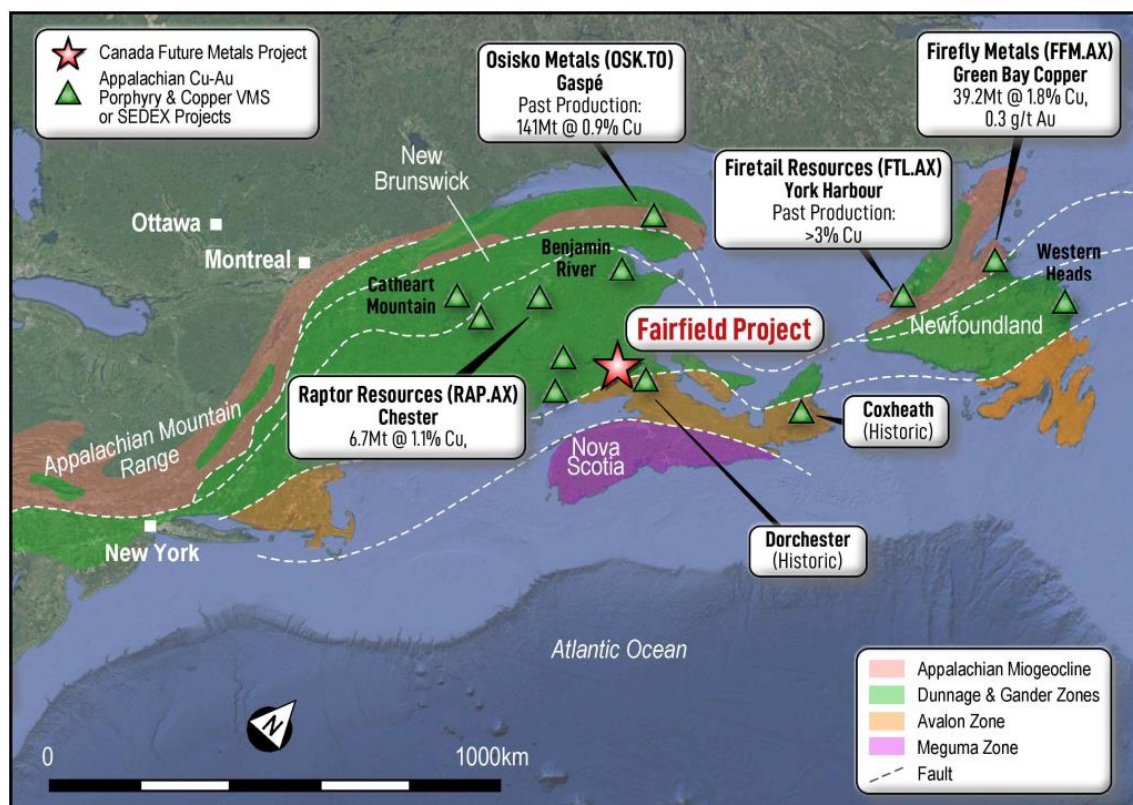 Canada Future Metals Project
Appalachian Cu-Au
Porphyry & Copper VMS
or SEDEX Projects
Osisko Metals (OSK.TO)
Gaspé
Past Production:
141Mt @ 0.9% Cu
Firefly Metals (FFM.AX)
Green Bay Copper
39.2Mt @ 1.8% Cu,
0.3 g/t Au
Firetail Resources (FTL.AX)
York Harbour
Past Production:
>3% Cu
New
Brunswick
Ottawa
Montreal
Benjamin
River
Catheart
Mountain
Western
Heads
Newfoundland
Fairfield Project
Raptor Resources (RAP.AX)
Chester
6.7Mt @ 1.1% Cu,
Appalachian Mountain
Range
Coxheath
(Historic)
Nova
Scotia
New York
Dorchester
(Historic)
Atlantic Ocean
N
0
1000km
Appalachian Miogeocline
Dunnage & Gander Zones
Avalon Zone
Meguma Zone
Fault